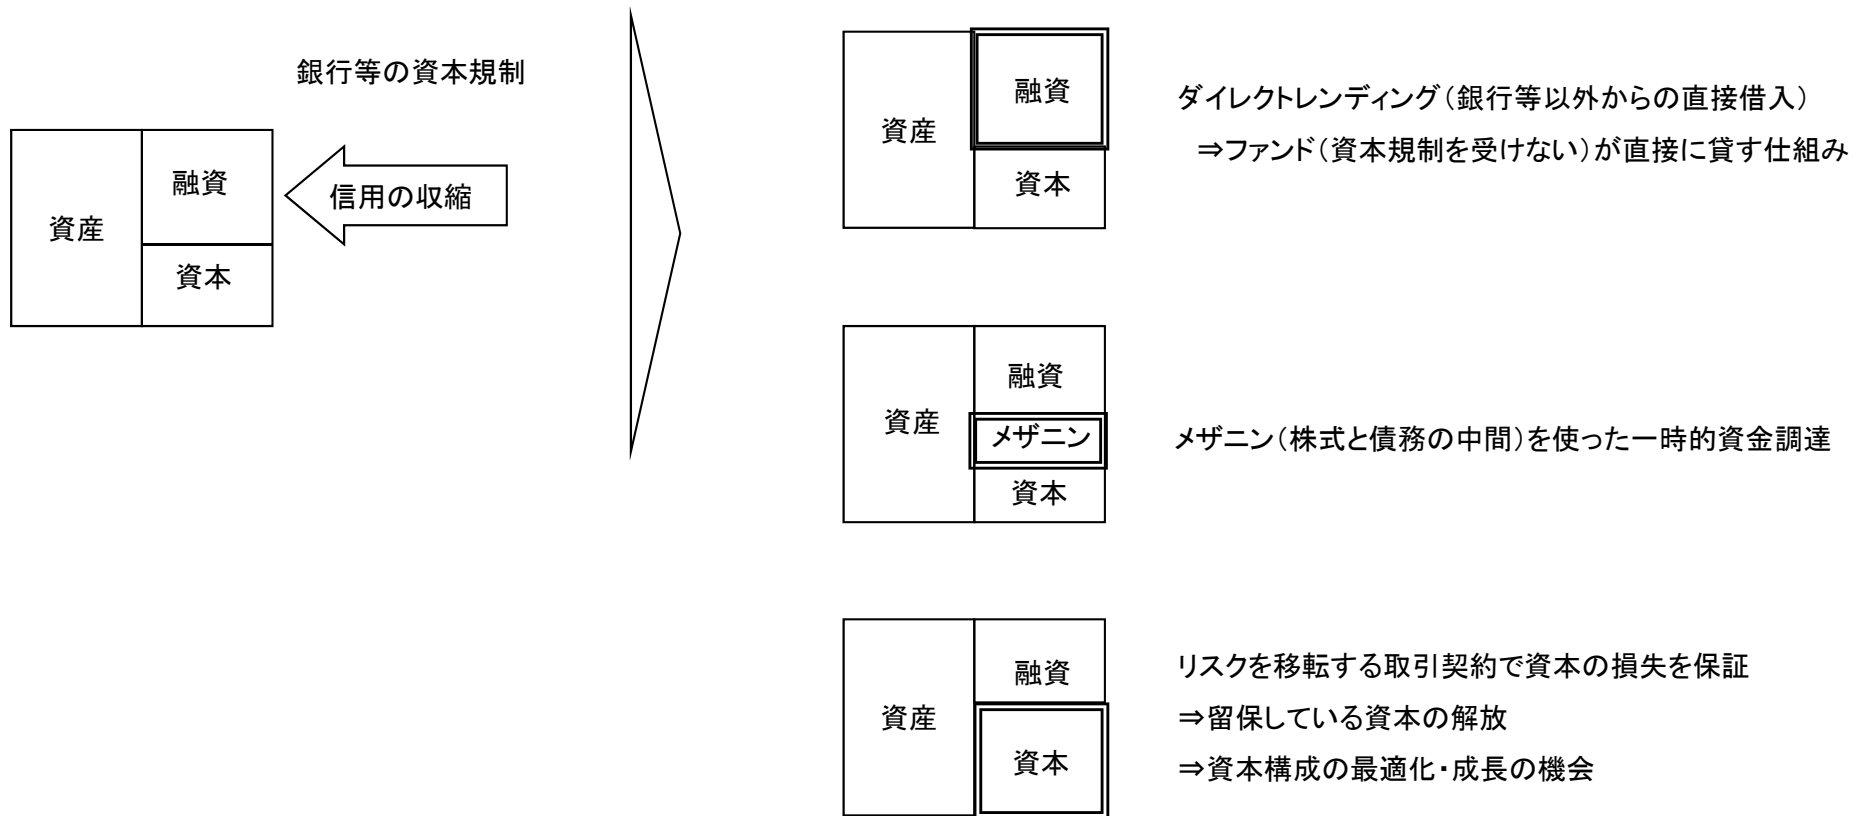 銀行等の資本規制
資産
融資
資本
信用の収縮
資産
融資
資本
ダイレクトレンディング（銀行等以外からの直接借入）
⇒ファンド（資本規制を受けない）が直接に貸す仕組み
資産
融資
メザニン
資本
メザニン（株式と債務の中間）を使った一時的資金調達
資産
融資
資本
リスクを移転する取引契約で資本の損失を保証
⇒留保している資本の解放
⇒資本構成の最適化・成長の機会